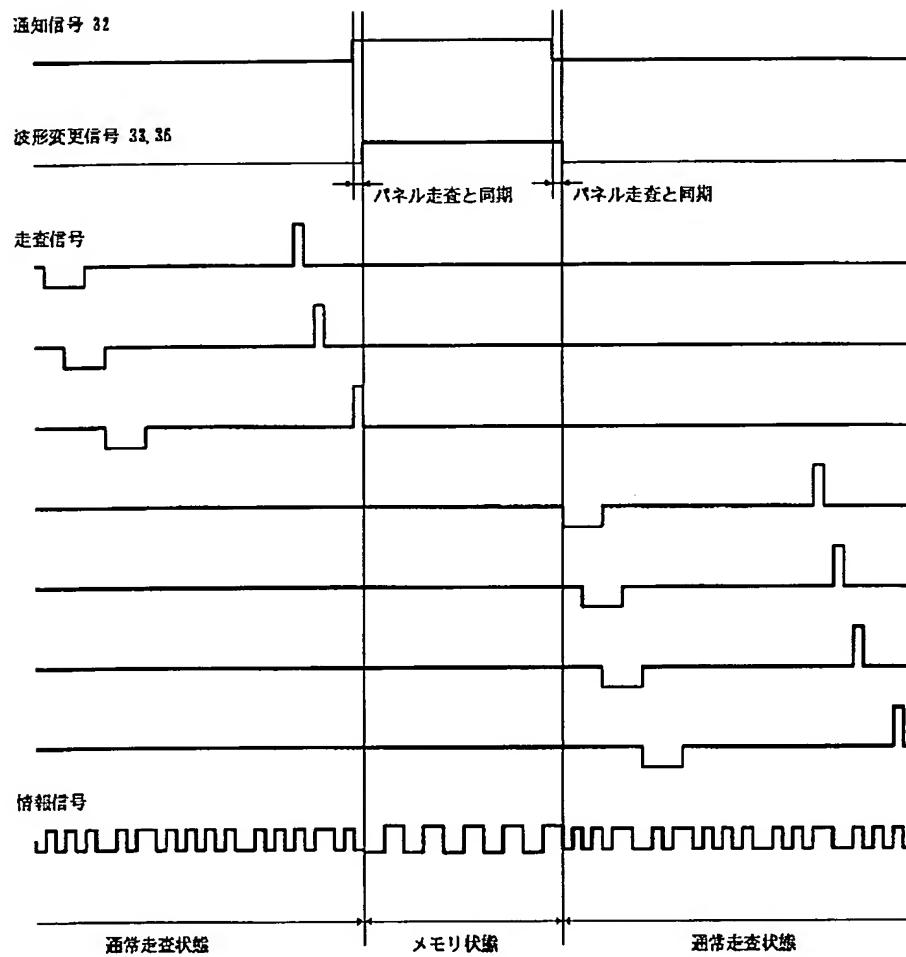 通知信号 32
波形変更信号 33,36
パネル走査と同期
パネル走査と同期
走査信号
情報信号
通常走査状態
メモリ状態
通常走査状態